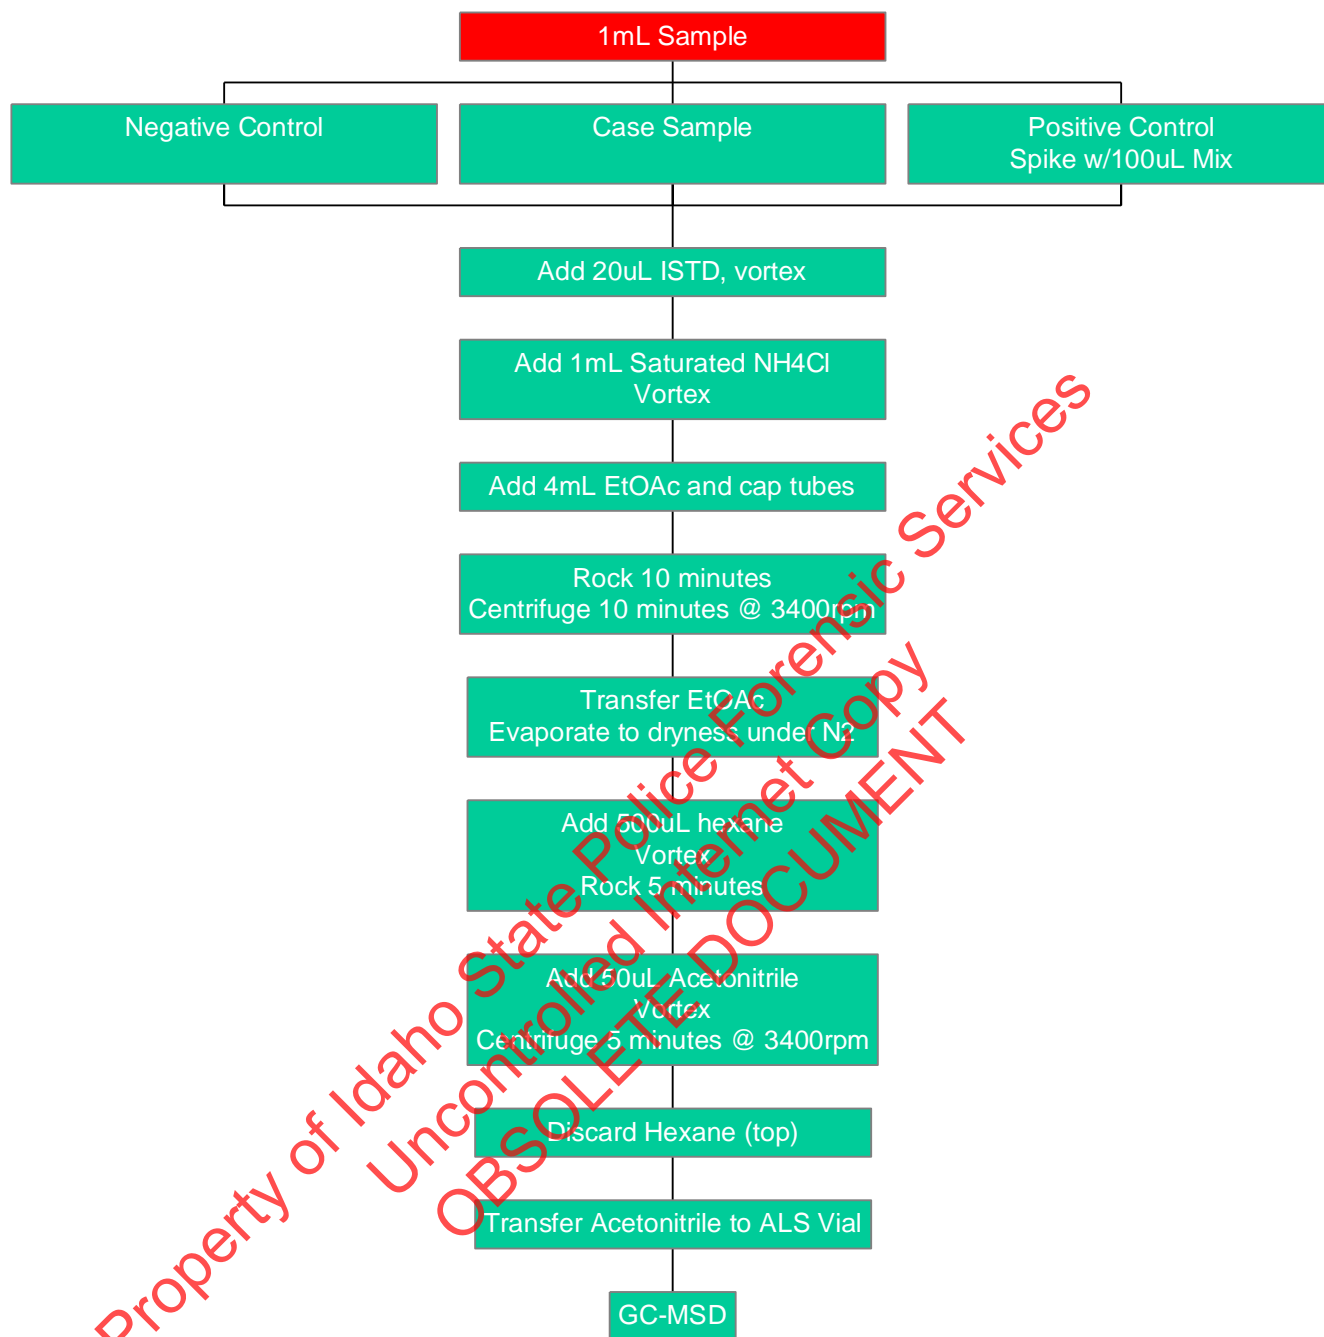 1mL Sample
Negative Control
Case Sample
Positive Control
Spike w/100uL Mix
Add 20uL ISTD, vortex
Add 1mL Saturated NH4Cl
Vortex
Add 4mL EtOAc and cap tubes
Rock 10 minutes
Centrifuge 10 minutes @ 3400rpm
Transfer EtOAc
Evaporate to dryness under N2
Add 500uL hexane
Vortex
Rock 5 minutes
Add 50uL Acetonitrile
Vortex
Centrifuge 5 minutes @ 3400rpm
Discard Hexane (top)
Transfer Acetonitrile to ALS Vial
GC-MSD
Property of Idaho State Police Forensic Services
Uncontrolled Internet Copy
OBSOLETE DOCUMENT